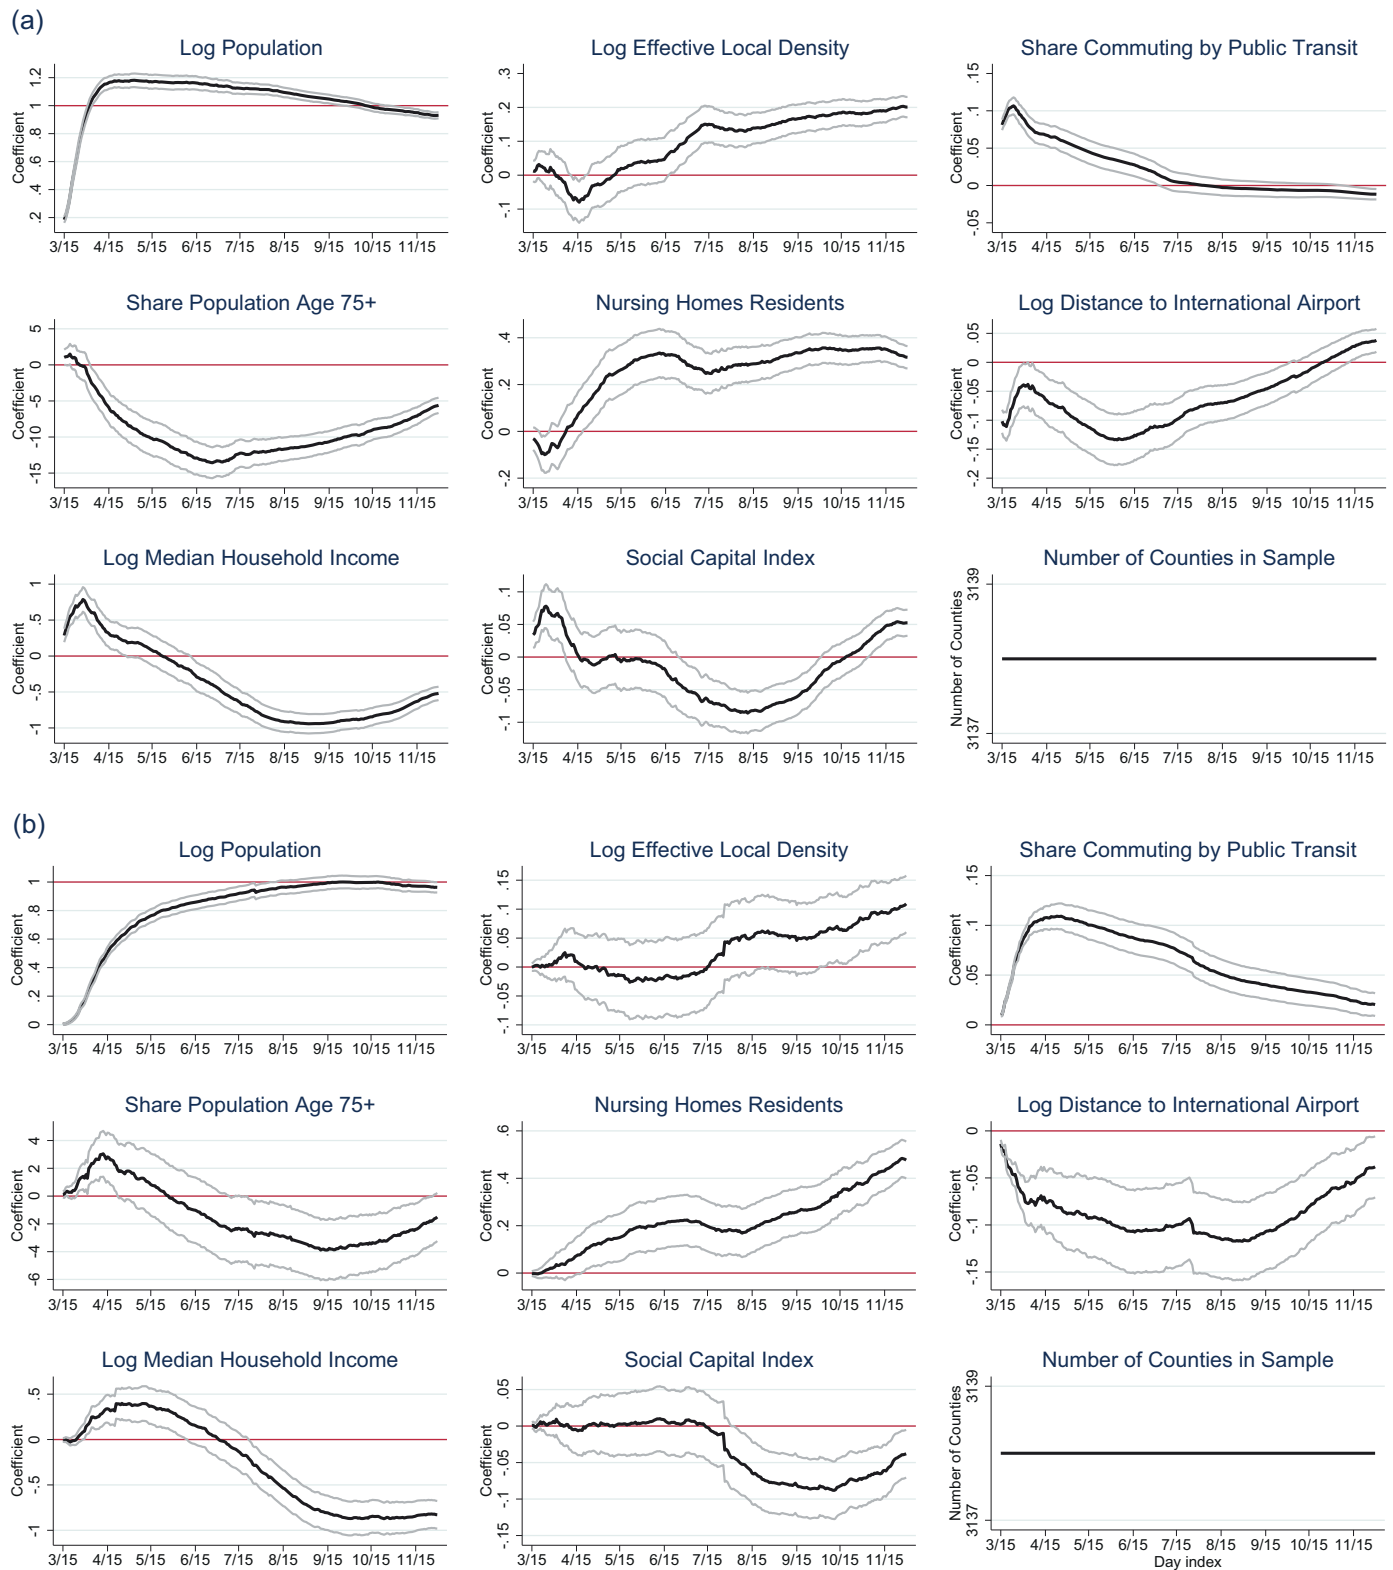 (a)
Log Population
Coefficient
1.2
1
.8
.6
.4
.2
3/15 4/15 5/15 6/15 7/15 8/15 9/15 10/15 11/15
Log Effective Local Density
Coefficient
.3
.2
.1
0
-.1
3/15 4/15 5/15 6/15 7/15 8/15 9/15 10/15 11/15
Share Commuting by Public Transit
Coefficient
.15
.1
.05
0
-.05
3/15 4/15 5/15 6/15 7/15 8/15 9/15 10/15 11/15
Share Population Age 75+
Coefficient
5
0
-5
-10
-15
3/15 4/15 5/15 6/15 7/15 8/15 9/15 10/15 11/15
Nursing Homes Residents
Coefficient
.4
.2
0
-.2
3/15 4/15 5/15 6/15 7/15 8/15 9/15 10/15 11/15
Log Distance to International Airport
Coefficient
.05
0
-.05
-.1
-.15
-.2
3/15 4/15 5/15 6/15 7/15 8/15 9/15 10/15 11/15
Log Median Household Income
Coefficient
1
.5
0
-.5
-1
3/15 4/15 5/15 6/15 7/15 8/15 9/15 10/15 11/15
Social Capital Index
Coefficient
.1
.05
0
-.05
-.1
3/15 4/15 5/15 6/15 7/15 8/15 9/15 10/15 11/15
Number of Counties in Sample
Number of Counties
3139
3137
3/15 4/15 5/15 6/15 7/15 8/15 9/15 10/15 11/15
(b)
Log Population
Coefficient
1
.8
.6
.4
.2
0
3/15 4/15 5/15 6/15 7/15 8/15 9/15 10/15 11/15
Log Effective Local Density
Coefficient
.15
.1
.05
0
-.05
-.1
3/15 4/15 5/15 6/15 7/15 8/15 9/15 10/15 11/15
Share Commuting by Public Transit
Coefficient
.15
.1
.05
0
3/15 4/15 5/15 6/15 7/15 8/15 9/15 10/15 11/15
Share Population Age 75+
Coefficient
4
2
0
-2
-4
-6
3/15 4/15 5/15 6/15 7/15 8/15 9/15 10/15 11/15
Nursing Homes Residents
Coefficient
.6
.4
.2
0
3/15 4/15 5/15 6/15 7/15 8/15 9/15 10/15 11/15
Log Distance to International Airport
Coefficient
0
-.05
-.1
-.15
3/15 4/15 5/15 6/15 7/15 8/15 9/15 10/15 11/15
Log Median Household Income
Coefficient
.5
0
-.5
-1
3/15 4/15 5/15 6/15 7/15 8/15 9/15 10/15 11/15
Social Capital Index
Coefficient
.05
0
-.05
-.1
-.15
3/15 4/15 5/15 6/15 7/15 8/15 9/15 10/15 11/15
Number of Counties in Sample
Number of Counties
3139
3137
3/15 4/15 5/15 6/15 7/15 8/15 9/15 10/15 11/15
Day index